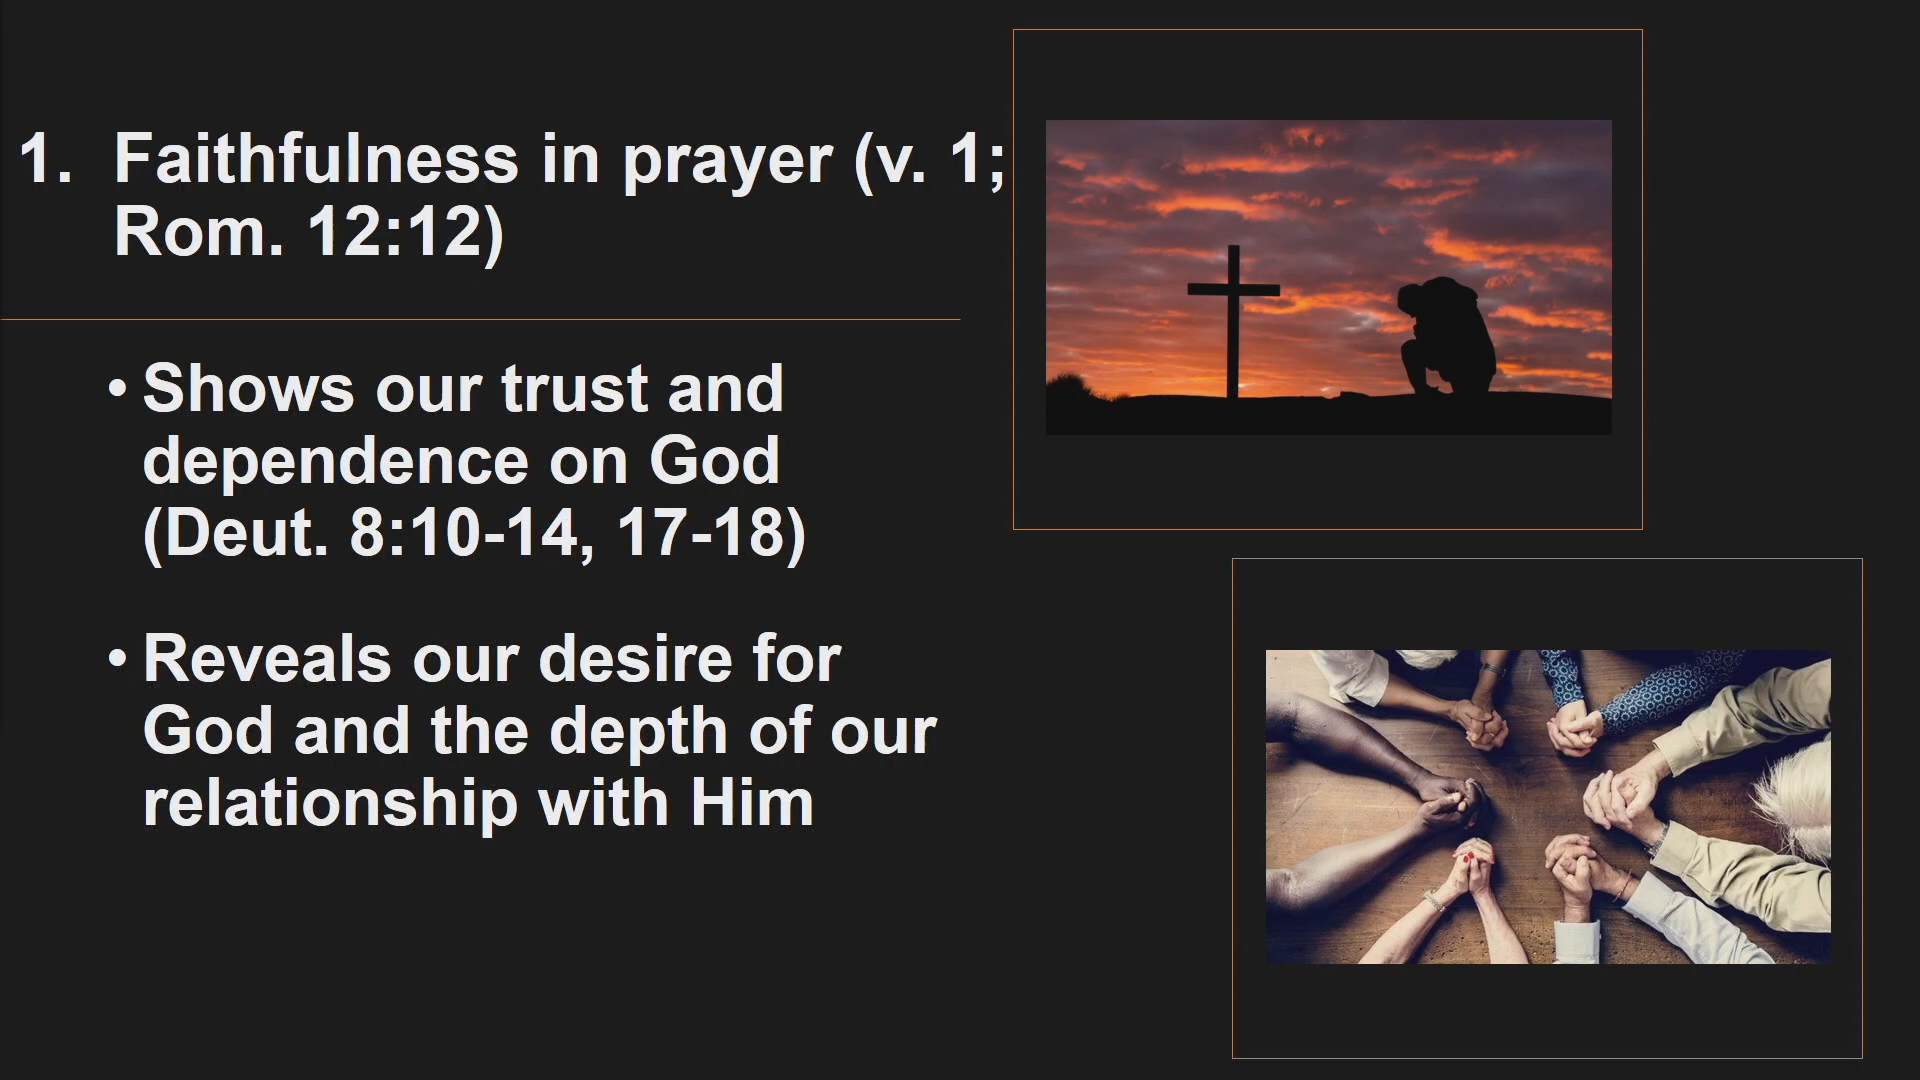 1. Faithfulness in prayer (v. 1;
Rom. 12:12)
• Shows our trust and
dependence on God
(Deut. 8:10-14, 17-18)
• Reveals our desire for
God and the depth of our
relationship with Him